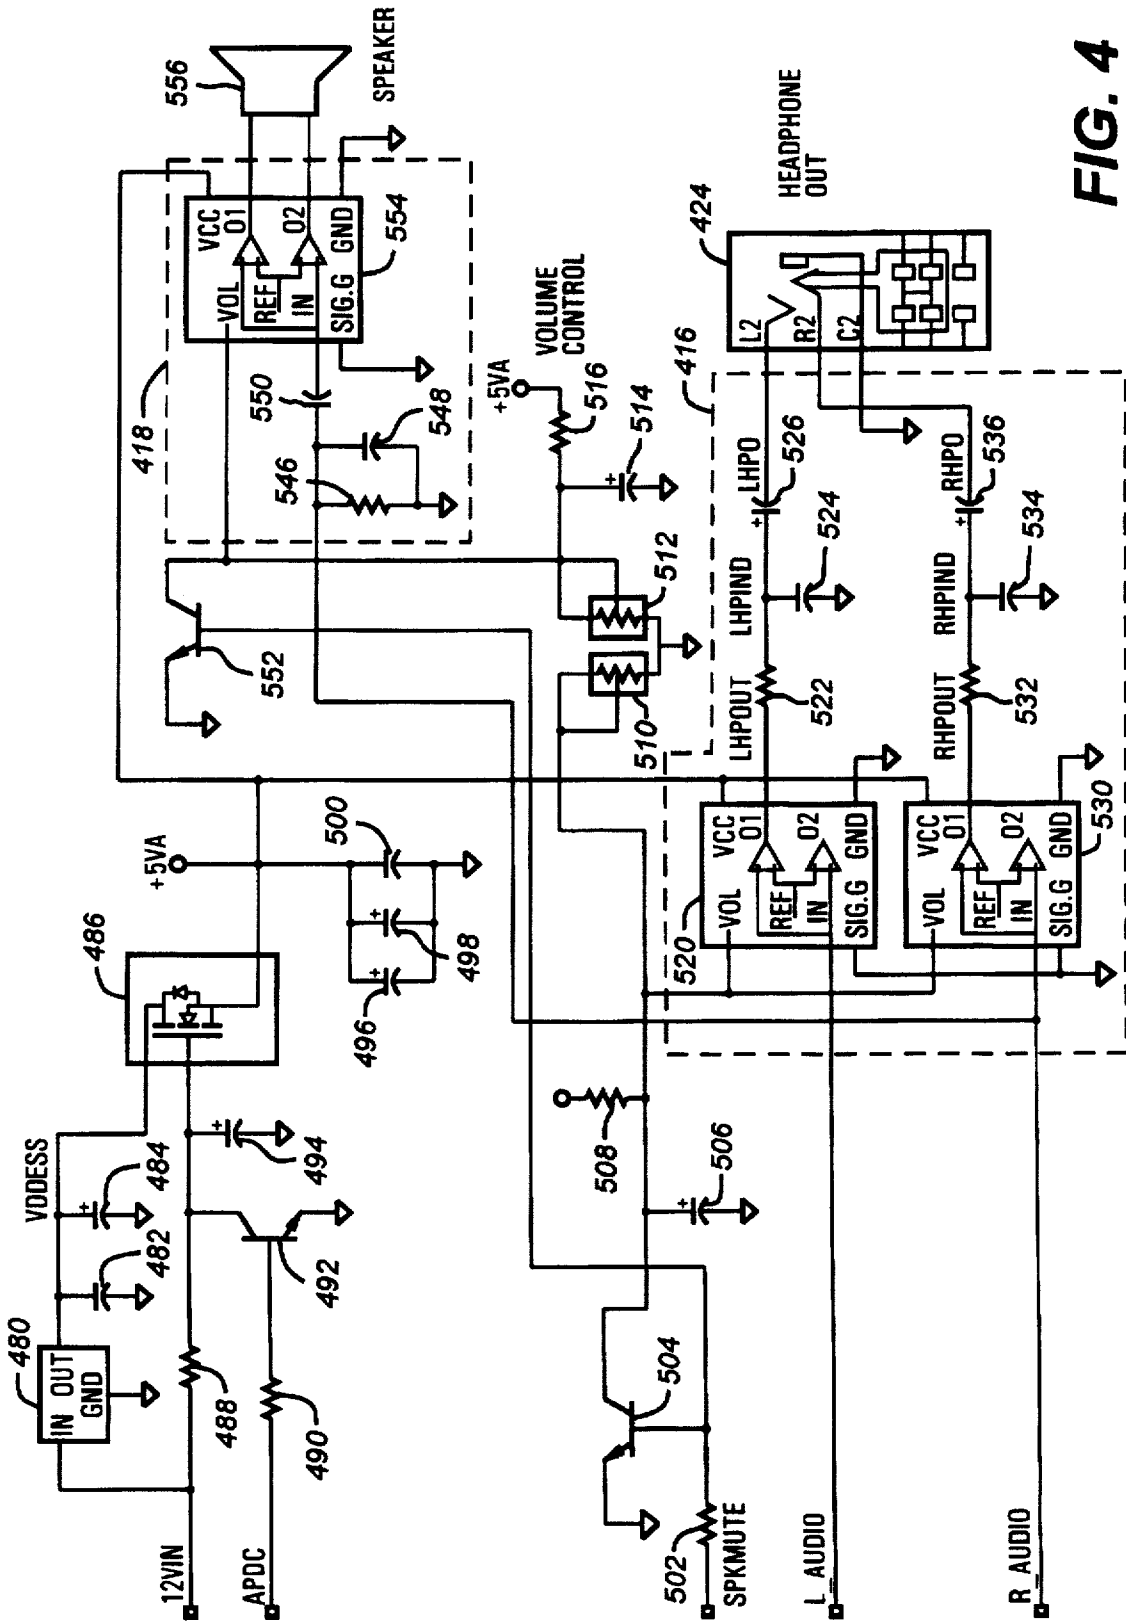 12VIN
APDC
480
IN OUT
GND
482
484
VDDESS
486
488
490
492
494
496
498
500
+5VA
418
VOL
VCC
O1
REF
IN
O2
SIG.G
GND
554
556
SPEAKER
550
548
546
552
+5VA
VOLUME
CONTROL
516
514
512
510
508
506
504
502
SPKMUTE
L_AUDIO
R_AUDIO
520
VOL
VCC
O1
REF
IN
O2
SIG.G
GND
VOL
VCC
O1
REF
IN
O2
SIG.G
GND
530
LHPOUT
522
LHPIND
524
LHPO
526
RHPOUT
532
RHPIND
534
RHPO
536
416
424
L2
R2
C2
HEADPHONE
OUT
FIG. 4